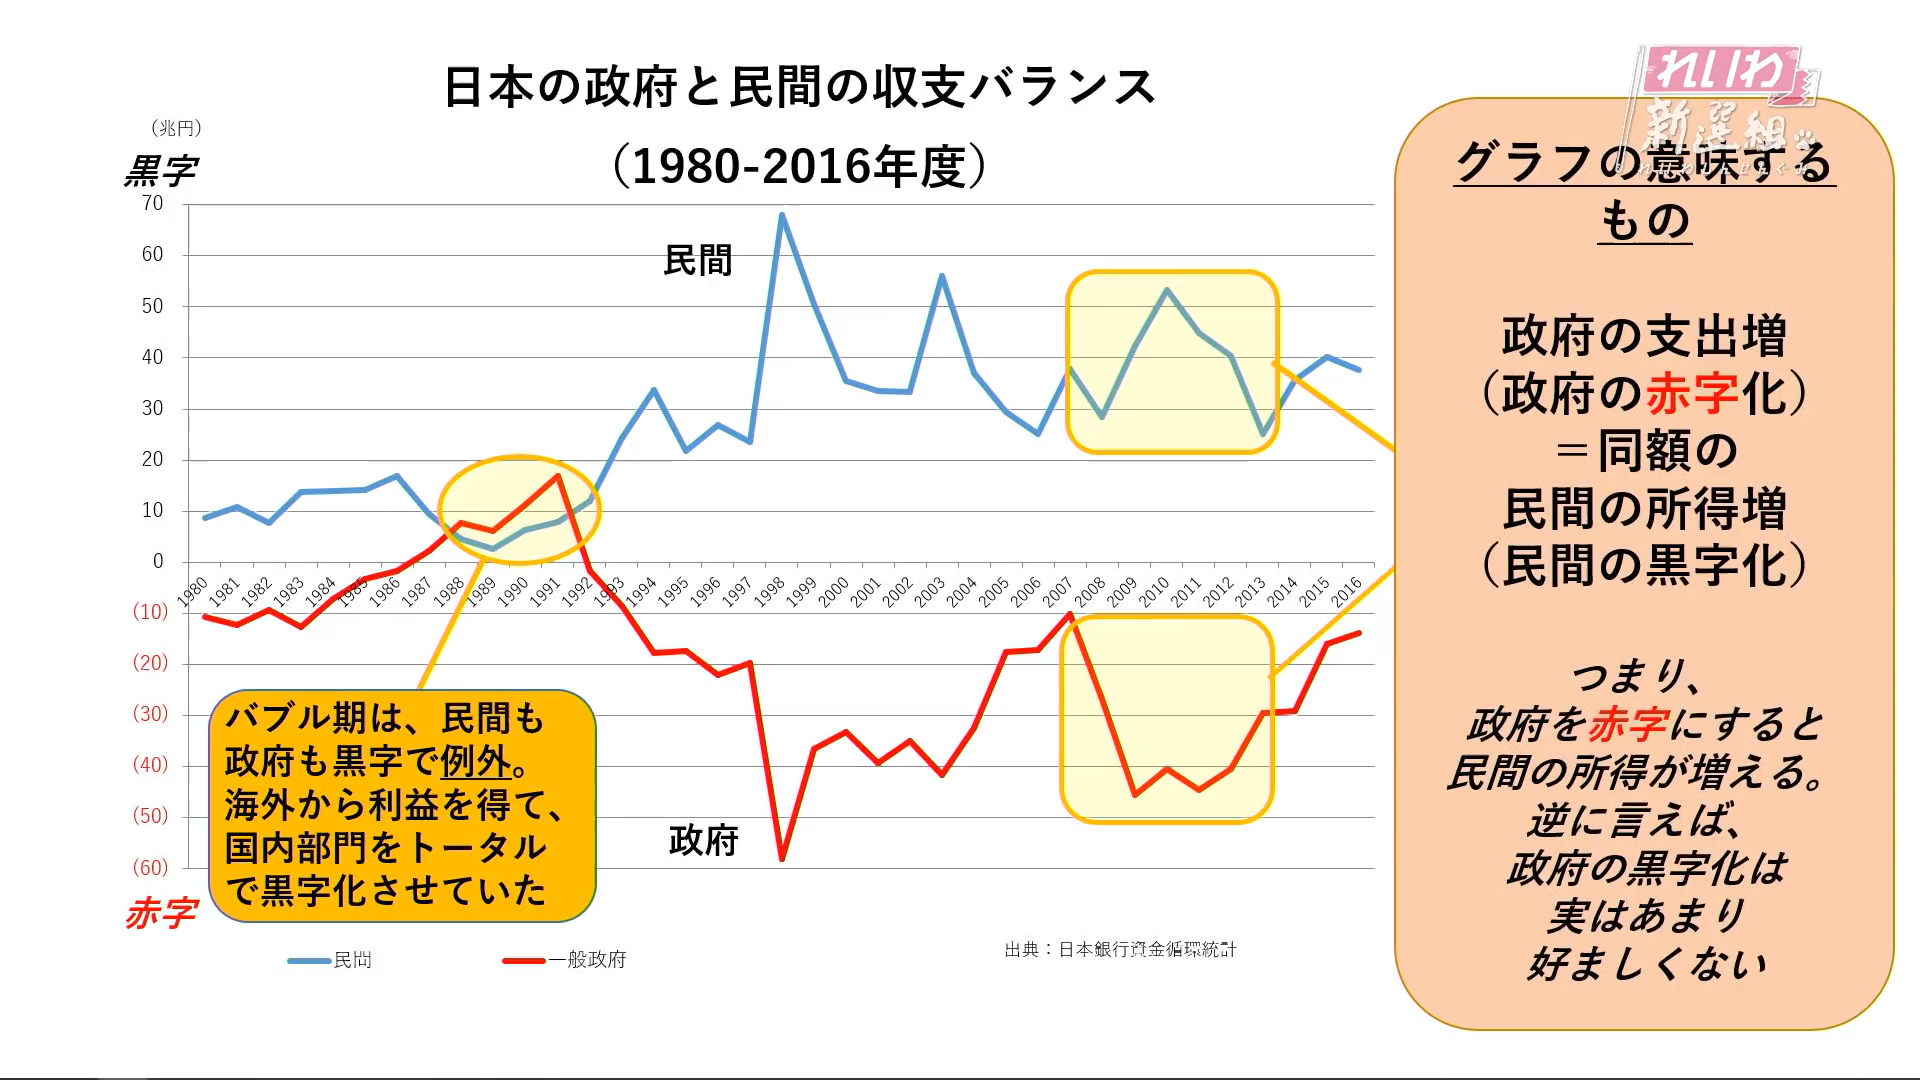 日本の政府と民間の収支バランス
（1980-2016年度）
れいわ
新選組
れいわしんせんぐみ
（兆円）
黒字
70
60
50
40
30
20
10
0
(10)
(20)
(30)
(40)
(50)
(60)
赤字
民間
政府
1980 1981 1982 1983 1984 1985 1986 1987 1988 1989 1990 1991 1992 1993 1994 1995 1996 1997 1998 1999 2000 2001 2002 2003 2004 2005 2006 2007 2008 2009 2010 2011 2012 2013 2014 2015 2016
バブル期は、民間も
政府も黒字で例外。
海外から利益を得て、
国内部門をトータル
で黒字化させていた
民間
一般政府
出典：日本銀行資金循環統計
グラフの意味する
もの
政府の支出増
（政府の赤字化）
＝同額の
民間の所得増
（民間の黒字化）
つまり、
政府を赤字にすると
民間の所得が増える。
逆に言えば、
政府の黒字化は
実はあまり
好ましくない